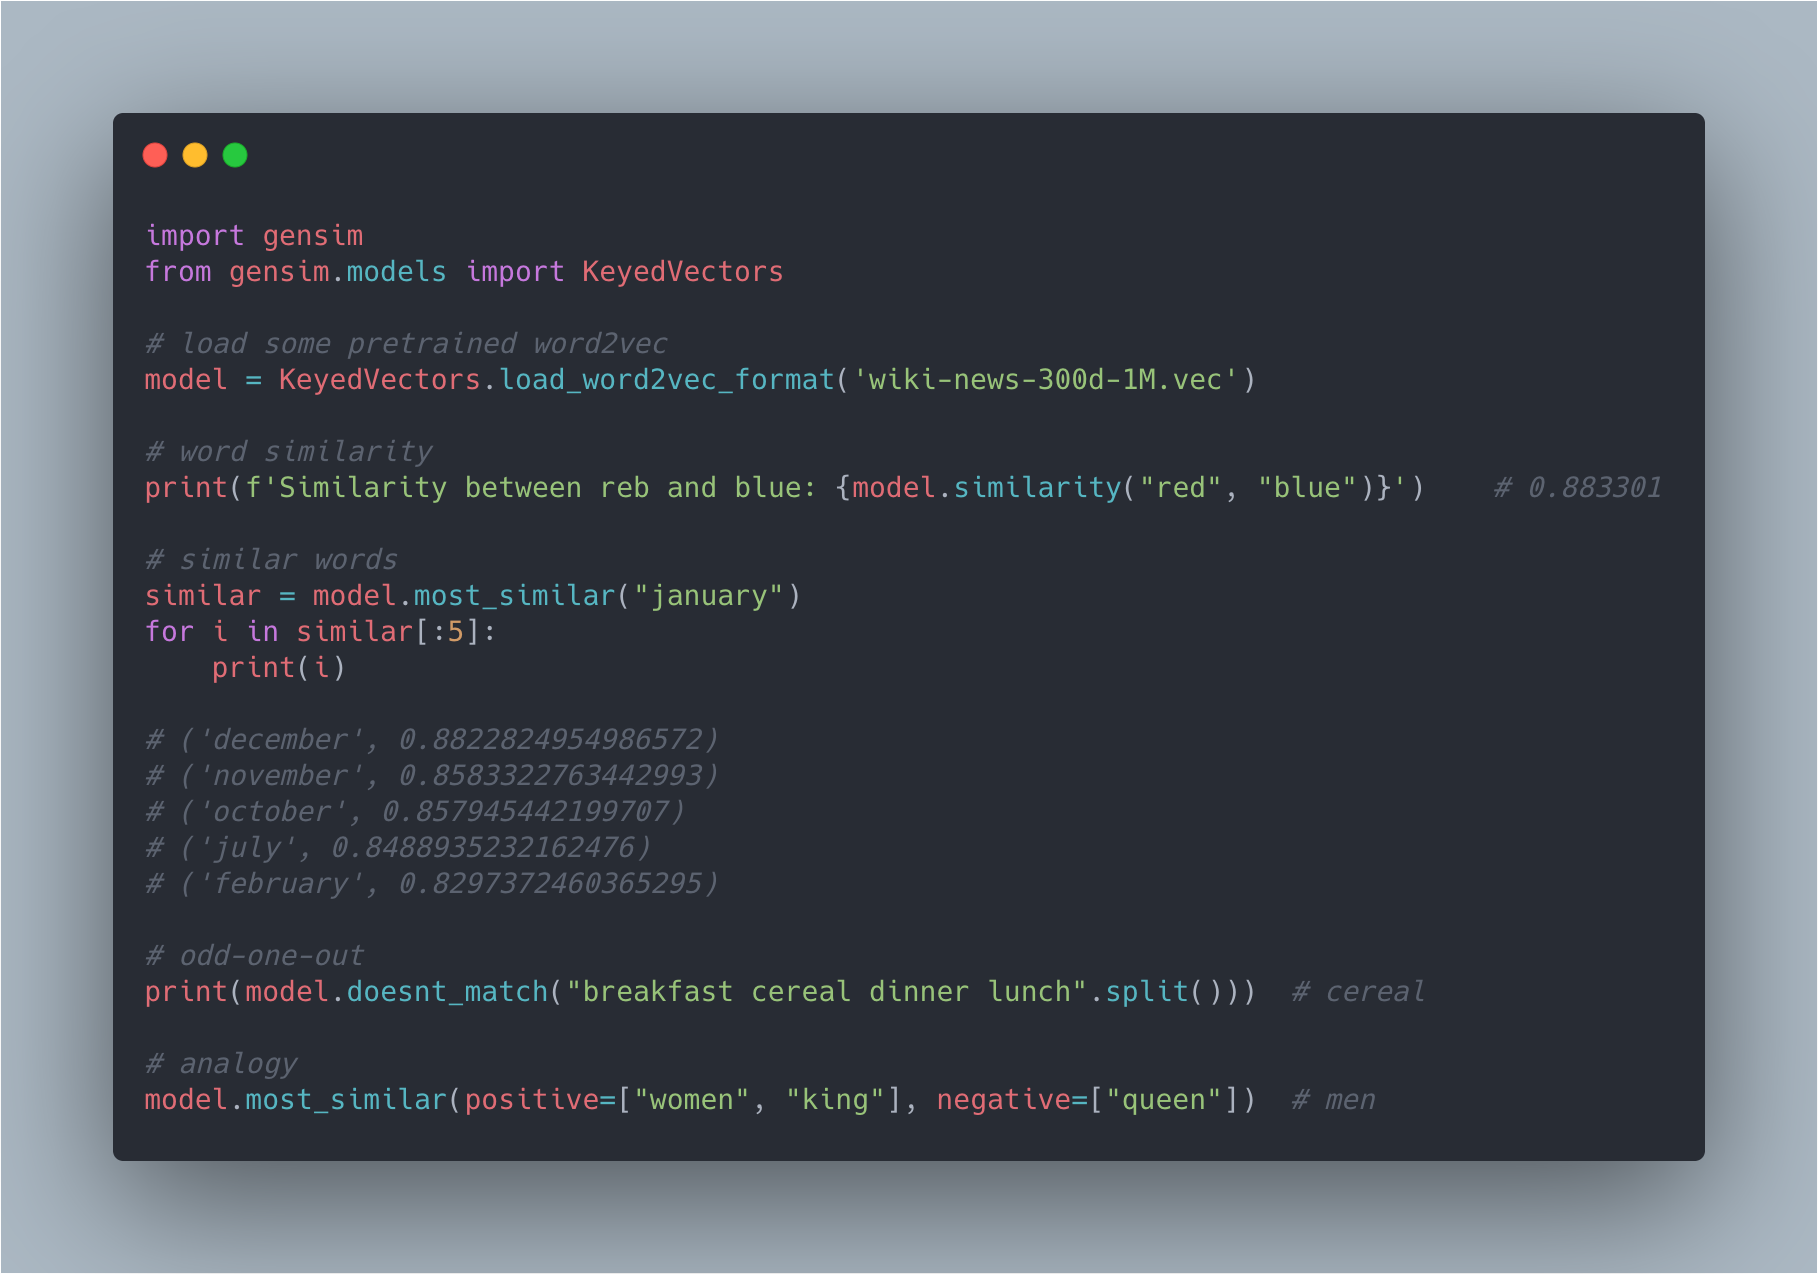 import gensim
from gensim.models import KeyedVectors
# load some pretrained word2vec
model = KeyedVectors.load_word2vec_format('wiki-news-300d-1M.vec')
# word similarity
print(f'Similarity between reb and blue: {model.similarity("red", "blue")}')    # 0.883301
# similar words
similar = model.most_similar("january")
for i in similar[:5]:
    print(i)
# ('december', 0.8822824954986572)
# ('november', 0.8583322763442993)
# ('october', 0.857945442199707)
# ('july', 0.8488935232162476)
# ('february', 0.8297372460365295)
# odd-one-out
print(model.doesnt_match("breakfast cereal dinner lunch".split()))  # cereal
# analogy
model.most_similar(positive=["women", "king"], negative=["queen"])  # men